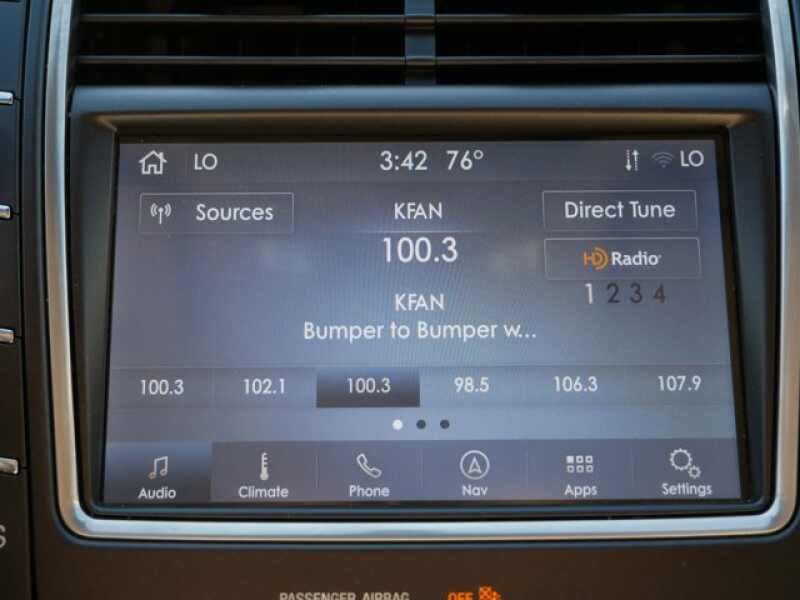 LO 3:42 76° LO
Sources KFAN Direct Tune
100.3 HD Radio
1 2 3 4
KFAN
Bumper to Bumper w...
100.3 102.1 100.3 98.5 106.3 107.9
Audio Climate Phone Nav Apps Settings
PASSENGER AIRBAG OFF
S